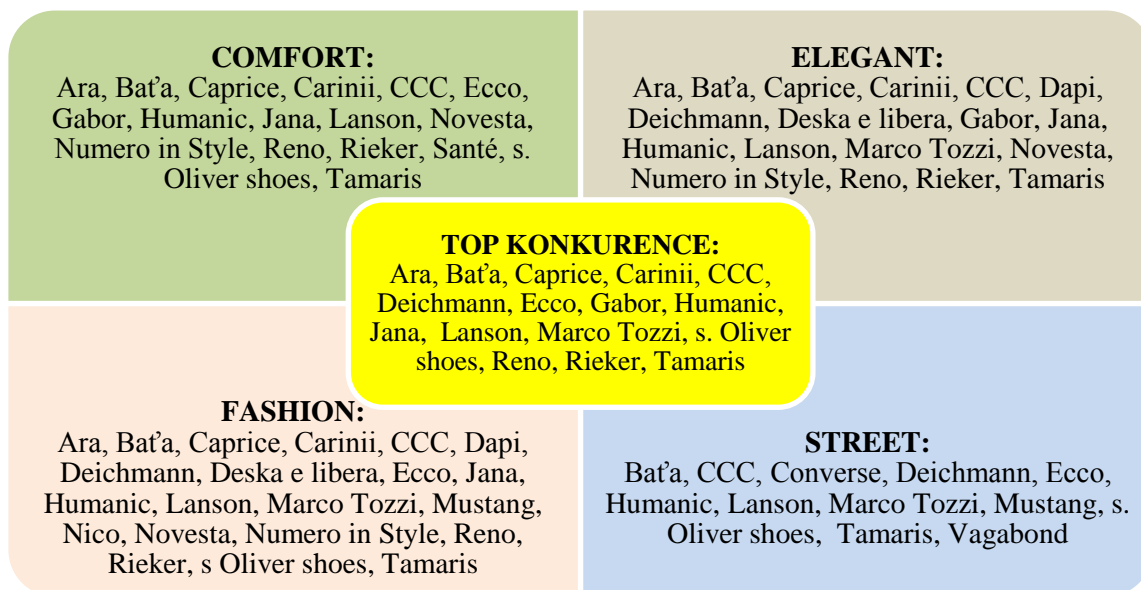 COMFORT:
Ara, Baťa, Caprice, Carinii, CCC, Ecco,
Gabor, Humanic, Jana, Lanson, Novesta,
Numero in Style, Reno, Rieker, Santé, s.
Oliver shoes, Tamaris
ELEGANT:
Ara, Baťa, Caprice, Carinii, CCC, Dapi,
Deichmann, Deska e libera, Gabor, Jana,
Humanic, Lanson, Marco Tozzi, Novesta,
Numero in Style, Reno, Rieker, Tamaris
TOP KONKURENCE:
Ara, Baťa, Caprice, Carinii, CCC,
Deichmann, Ecco, Gabor, Humanic,
Jana, Lanson, Marco Tozzi, s. Oliver
shoes, Reno, Rieker, Tamaris
FASHION:
Ara, Baťa, Caprice, Carinii, CCC, Dapi,
Deichmann, Deska e libera, Ecco, Jana,
Humanic, Lanson, Marco Tozzi, Mustang,
Nico, Novesta, Numero in Style, Reno,
Rieker, s Oliver shoes, Tamaris
STREET:
Baťa, CCC, Converse, Deichmann, Ecco,
Humanic, Lanson, Marco Tozzi, Mustang, s.
Oliver shoes, Tamaris, Vagabond